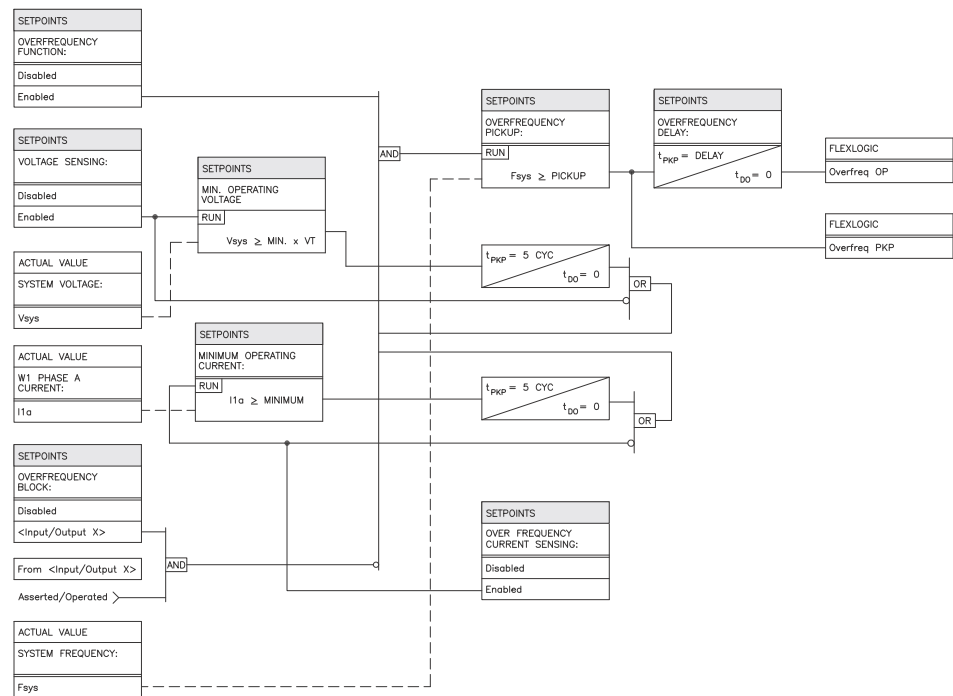 SETPOINTS
OVERFREQUENCY
FUNCTION:
Disabled
Enabled
SETPOINTS
VOLTAGE SENSING:
Disabled
Enabled
ACTUAL VALUE
SYSTEM VOLTAGE:
Vsys
ACTUAL VALUE
W1 PHASE A
CURRENT:
I1a
SETPOINTS
OVERFREQUENCY
BLOCK:
Disabled
<Input/Output X>
From <Input/Output X>
Asserted/Operated
AND
ACTUAL VALUE
SYSTEM FREQUENCY:
Fsys
SETPOINTS
MIN. OPERATING
VOLTAGE
RUN
Vsys ≥ MIN. x VT
SETPOINTS
MINIMUM OPERATING
CURRENT:
RUN
I1a ≥ MINIMUM
AND
SETPOINTS
OVERFREQUENCY
PICKUP:
RUN
Fsys ≥ PICKUP
tPKP = 5 CYC
tDO = 0
OR
tPKP = 5 CYC
tDO = 0
OR
SETPOINTS
OVER FREQUENCY
CURRENT SENSING:
Disabled
Enabled
SETPOINTS
OVERFREQUENCY
DELAY:
tPKP = DELAY
tDO = 0
FLEXLOGIC
Overfreq OP
FLEXLOGIC
Overfreq PKP